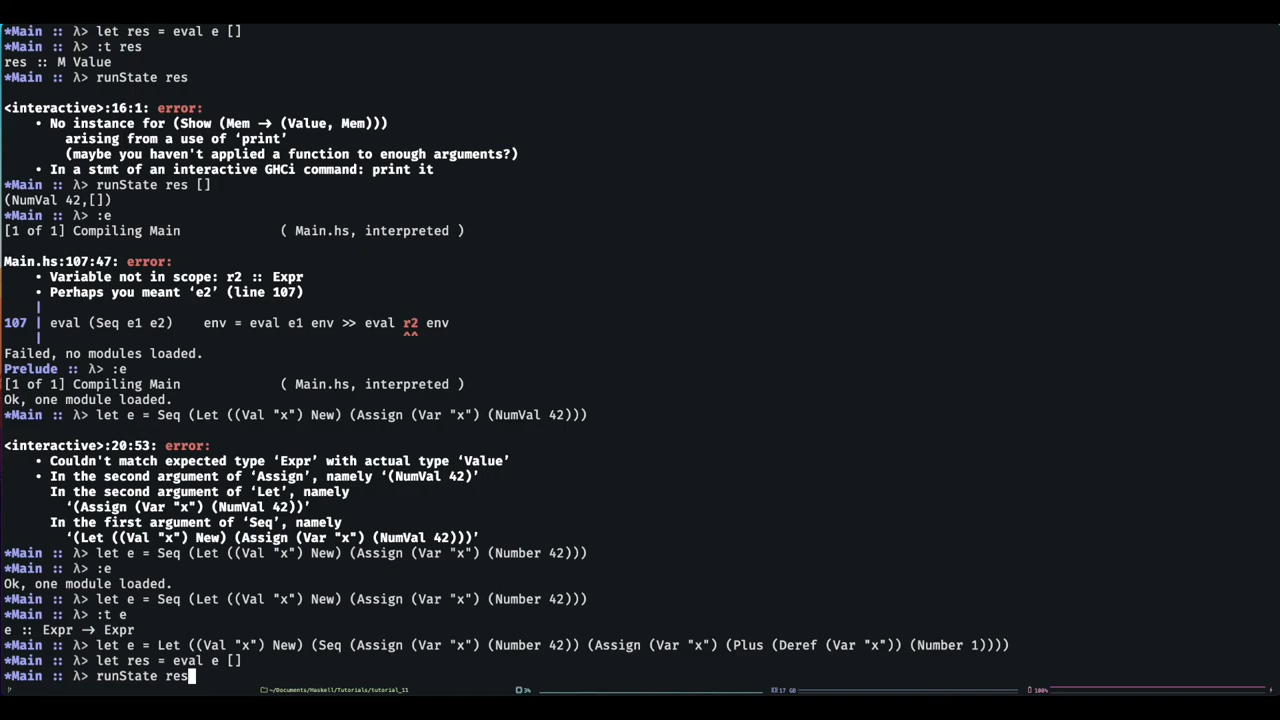 *Main :: λ> let res = eval e []
*Main :: λ> :t res
res :: M Value
*Main :: λ> runState res
<interactive>:16:1: error:
• No instance for (Show (Mem → (Value, Mem)))
arising from a use of ‘print’
(maybe you haven't applied a function to enough arguments?)
• In a stmt of an interactive GHCi command: print it
*Main :: λ> runState res []
(NumVal 42,[])
*Main :: λ> :e
[1 of 1] Compiling Main ( Main.hs, interpreted )
Main.hs:107:47: error:
• Variable not in scope: r2 :: Expr
• Perhaps you meant ‘e2’ (line 107)
|
107 | eval (Seq e1 e2) env = eval e1 env >> eval r2 env
| ^^
Failed, no modules loaded.
Prelude :: λ> :e
[1 of 1] Compiling Main ( Main.hs, interpreted )
Ok, one module loaded.
*Main :: λ> let e = Seq (Let ((Val "x") New) (Assign (Var "x") (NumVal 42)))
<interactive>:20:53: error:
• Couldn't match expected type ‘Expr’ with actual type ‘Value’
• In the second argument of ‘Assign’, namely ‘(NumVal 42)’
In the second argument of ‘Let’, namely
‘(Assign (Var "x") (NumVal 42))’
In the first argument of ‘Seq’, namely
‘(Let ((Val "x") New) (Assign (Var "x") (NumVal 42)))’
*Main :: λ> let e = Seq (Let ((Val "x") New) (Assign (Var "x") (Number 42)))
*Main :: λ> :e
Ok, one module loaded.
*Main :: λ> let e = Seq (Let ((Val "x") New) (Assign (Var "x") (Number 42)))
*Main :: λ> :t e
e :: Expr → Expr
*Main :: λ> let e = Let ((Val "x") New) (Seq (Assign (Var "x") (Number 42)) (Assign (Var "x") (Plus (Deref (Var "x")) (Number 1))))
*Main :: λ> let res = eval e []
*Main :: λ> runState res
~/Documents/Haskell/Tutorials/tutorial_11 3% 17 GB 100%